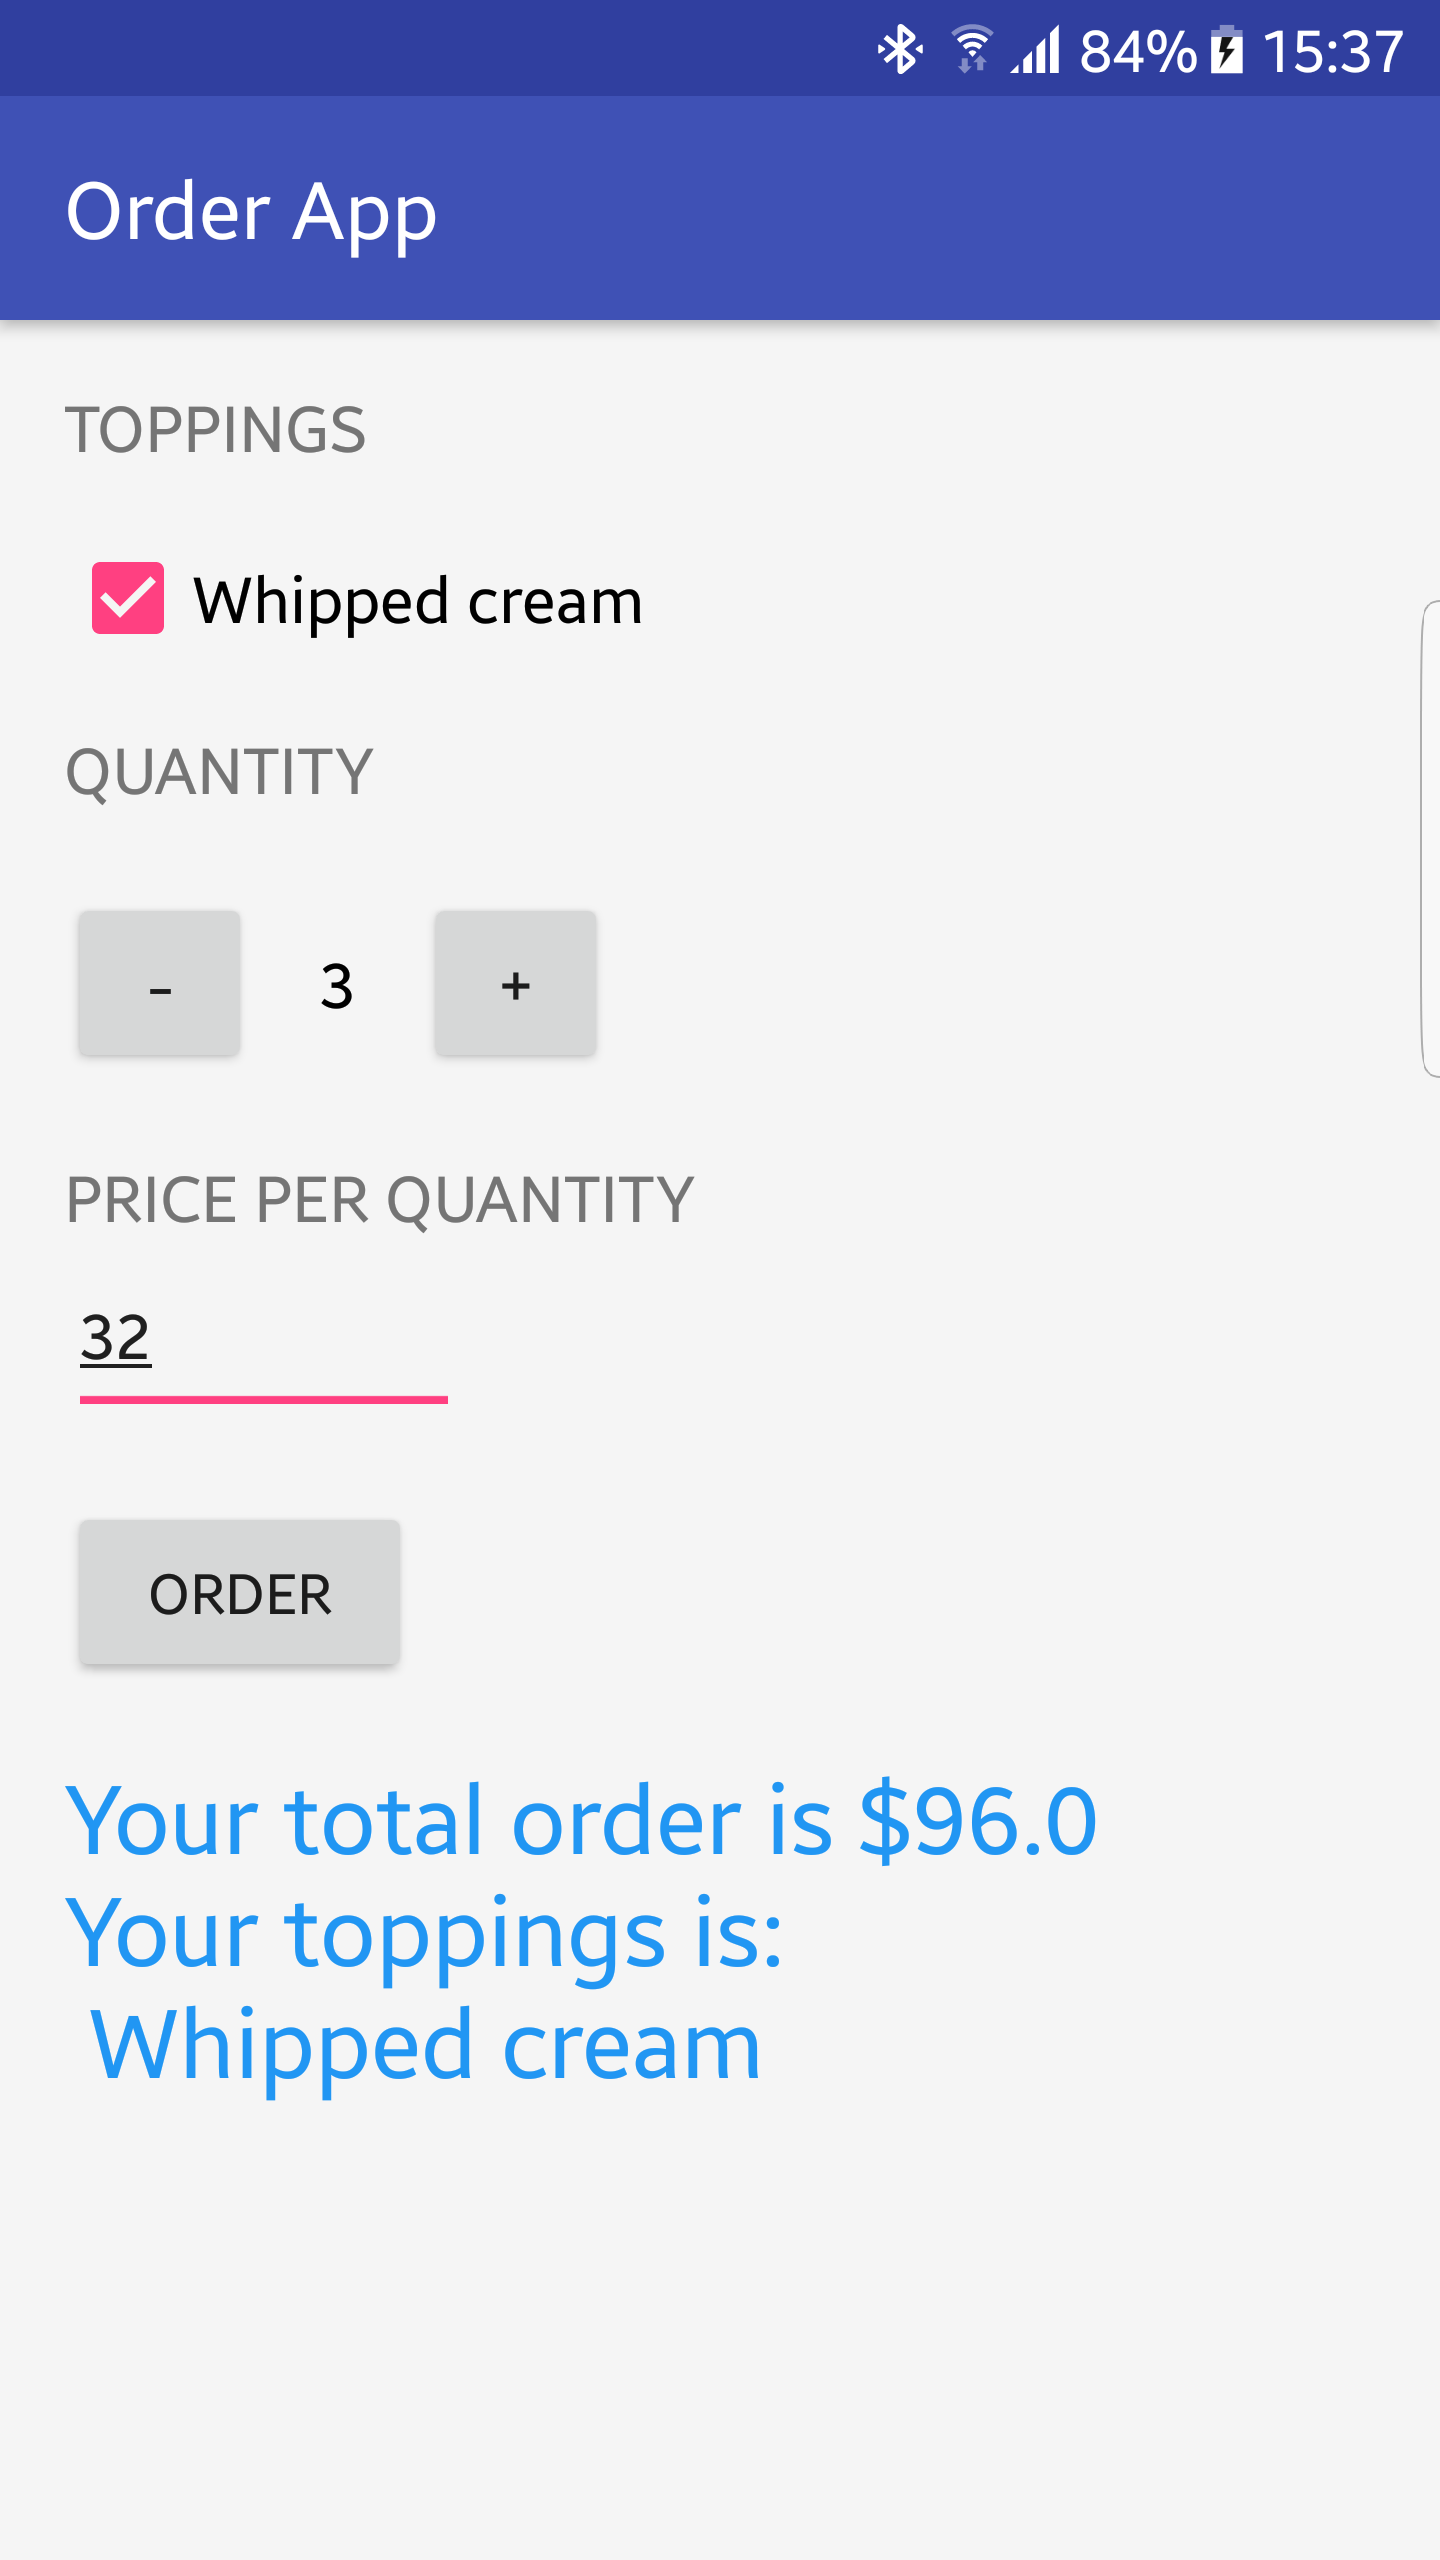 84% 15:37
Order App
TOPPINGS
Whipped cream
QUANTITY
- 3 +
PRICE PER QUANTITY
32
ORDER
Your total order is $96.0
Your toppings is:
Whipped cream